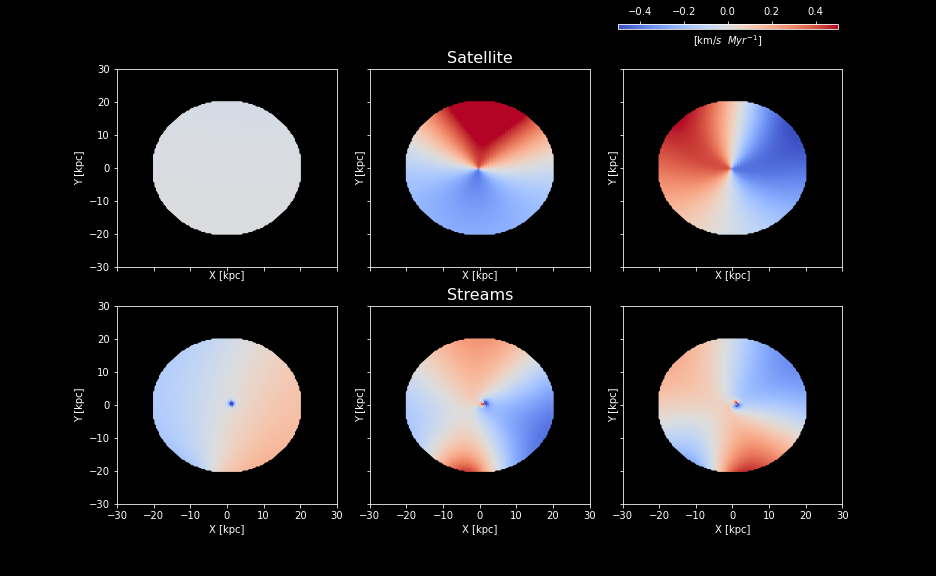 −0.4 −0.2 0.0 0.2 0.4
[km/s Myr⁻¹]
Satellite
30
20
10
0
−10
−20
−30
Y [kpc]
Y [kpc]
Y [kpc]
X [kpc] X [kpc] X [kpc]
Streams
30
20
10
0
−10
−20
−30
Y [kpc]
Y [kpc]
Y [kpc]
−30 −20 −10 0 10 20 30 −30 −20 −10 0 10 20 30 −30 −20 −10 0 10 20 30
X [kpc] X [kpc] X [kpc]